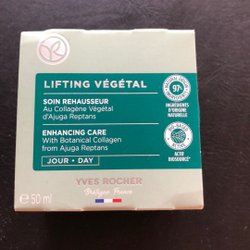 LIFTING VÉGÉTAL
SOIN REHAUSSEUR
Au Collagène Végétal
d'Ajuga Reptans
ENHANCING CARE
With Botanical Collagen
from Ajuga Reptans
JOUR • DAY
97%
INGRÉDIENTS
D'ORIGINE
NATURELLE
ACTIF
BIOSOURCÉ*
YVES ROCHER
Bretagne, France
e 50 ml